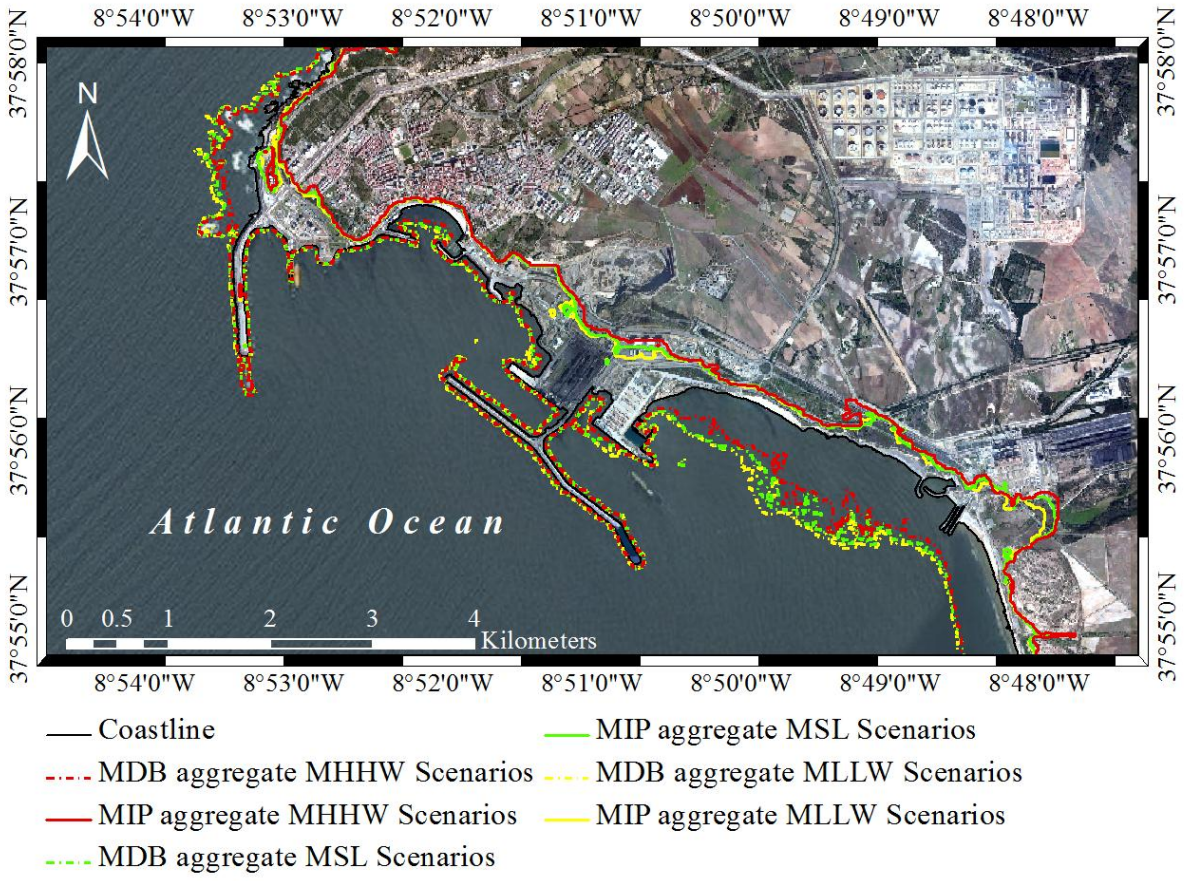 8°54'0"W 8°53'0"W 8°52'0"W 8°51'0"W 8°50'0"W 8°49'0"W 8°48'0"W
37°58'0"N 37°58'0"N
N
37°57'0"N 37°57'0"N
37°56'0"N 37°56'0"N
Atlantic Ocean
37°55'0"N 37°55'0"N
0 0.5 1 2 3 4
Kilometers
8°54'0"W 8°53'0"W 8°52'0"W 8°51'0"W 8°50'0"W 8°49'0"W 8°48'0"W
Coastline
MDB aggregate MHHW Scenarios
MIP aggregate MHHW Scenarios
MDB aggregate MSL Scenarios
MIP aggregate MSL Scenarios
MDB aggregate MLLW Scenarios
MIP aggregate MLLW Scenarios